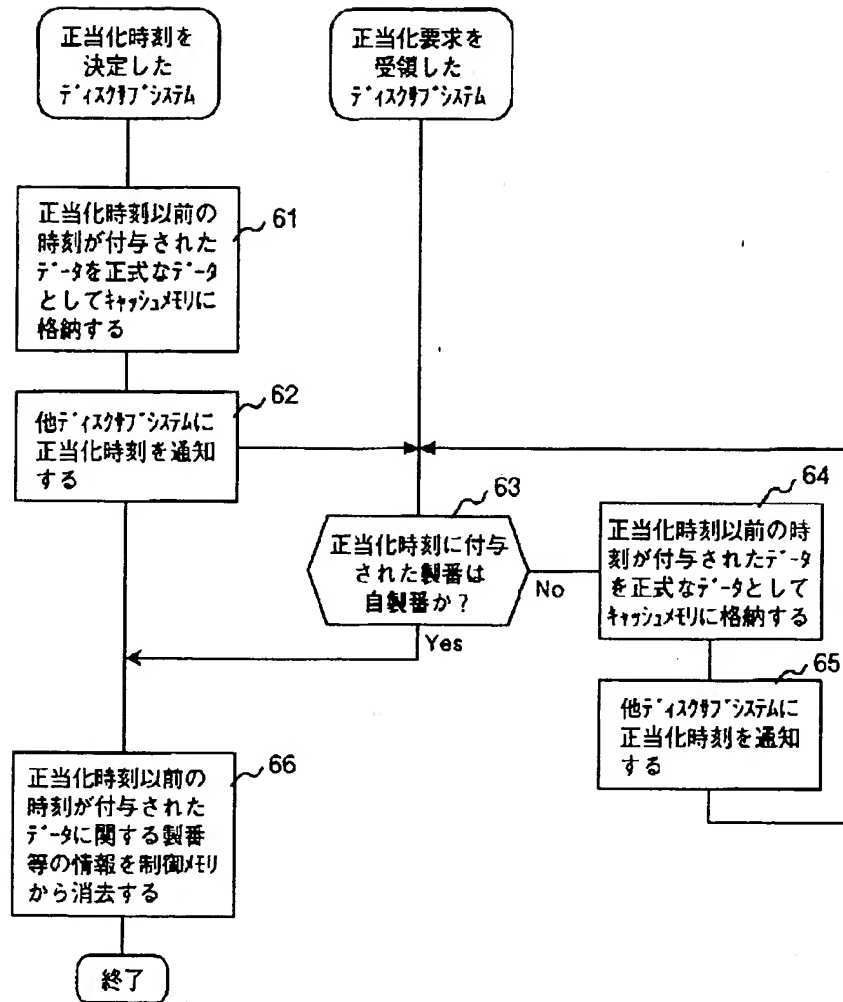 正当化時刻を
決定した
ディスクサブシステム
正当化要求を
受領した
ディスクサブシステム
正当化時刻以前の
時刻が付与された
データを正式なデータ
としてキャッシュメモリに
格納する
61
他ディスクサブシステムに
正当化時刻を通知
する
62
正当化時刻に付与
された製番は
自製番か?
63
No
Yes
正当化時刻以前の時
刻が付与されたデータ
を正式なデータとして
キャッシュメモリに格納する
64
他ディスクサブシステムに
正当化時刻を通知
する
65
正当化時刻以前の
時刻が付与された
データに関する製番
等の情報を制御メモリ
から消去する
66
終了